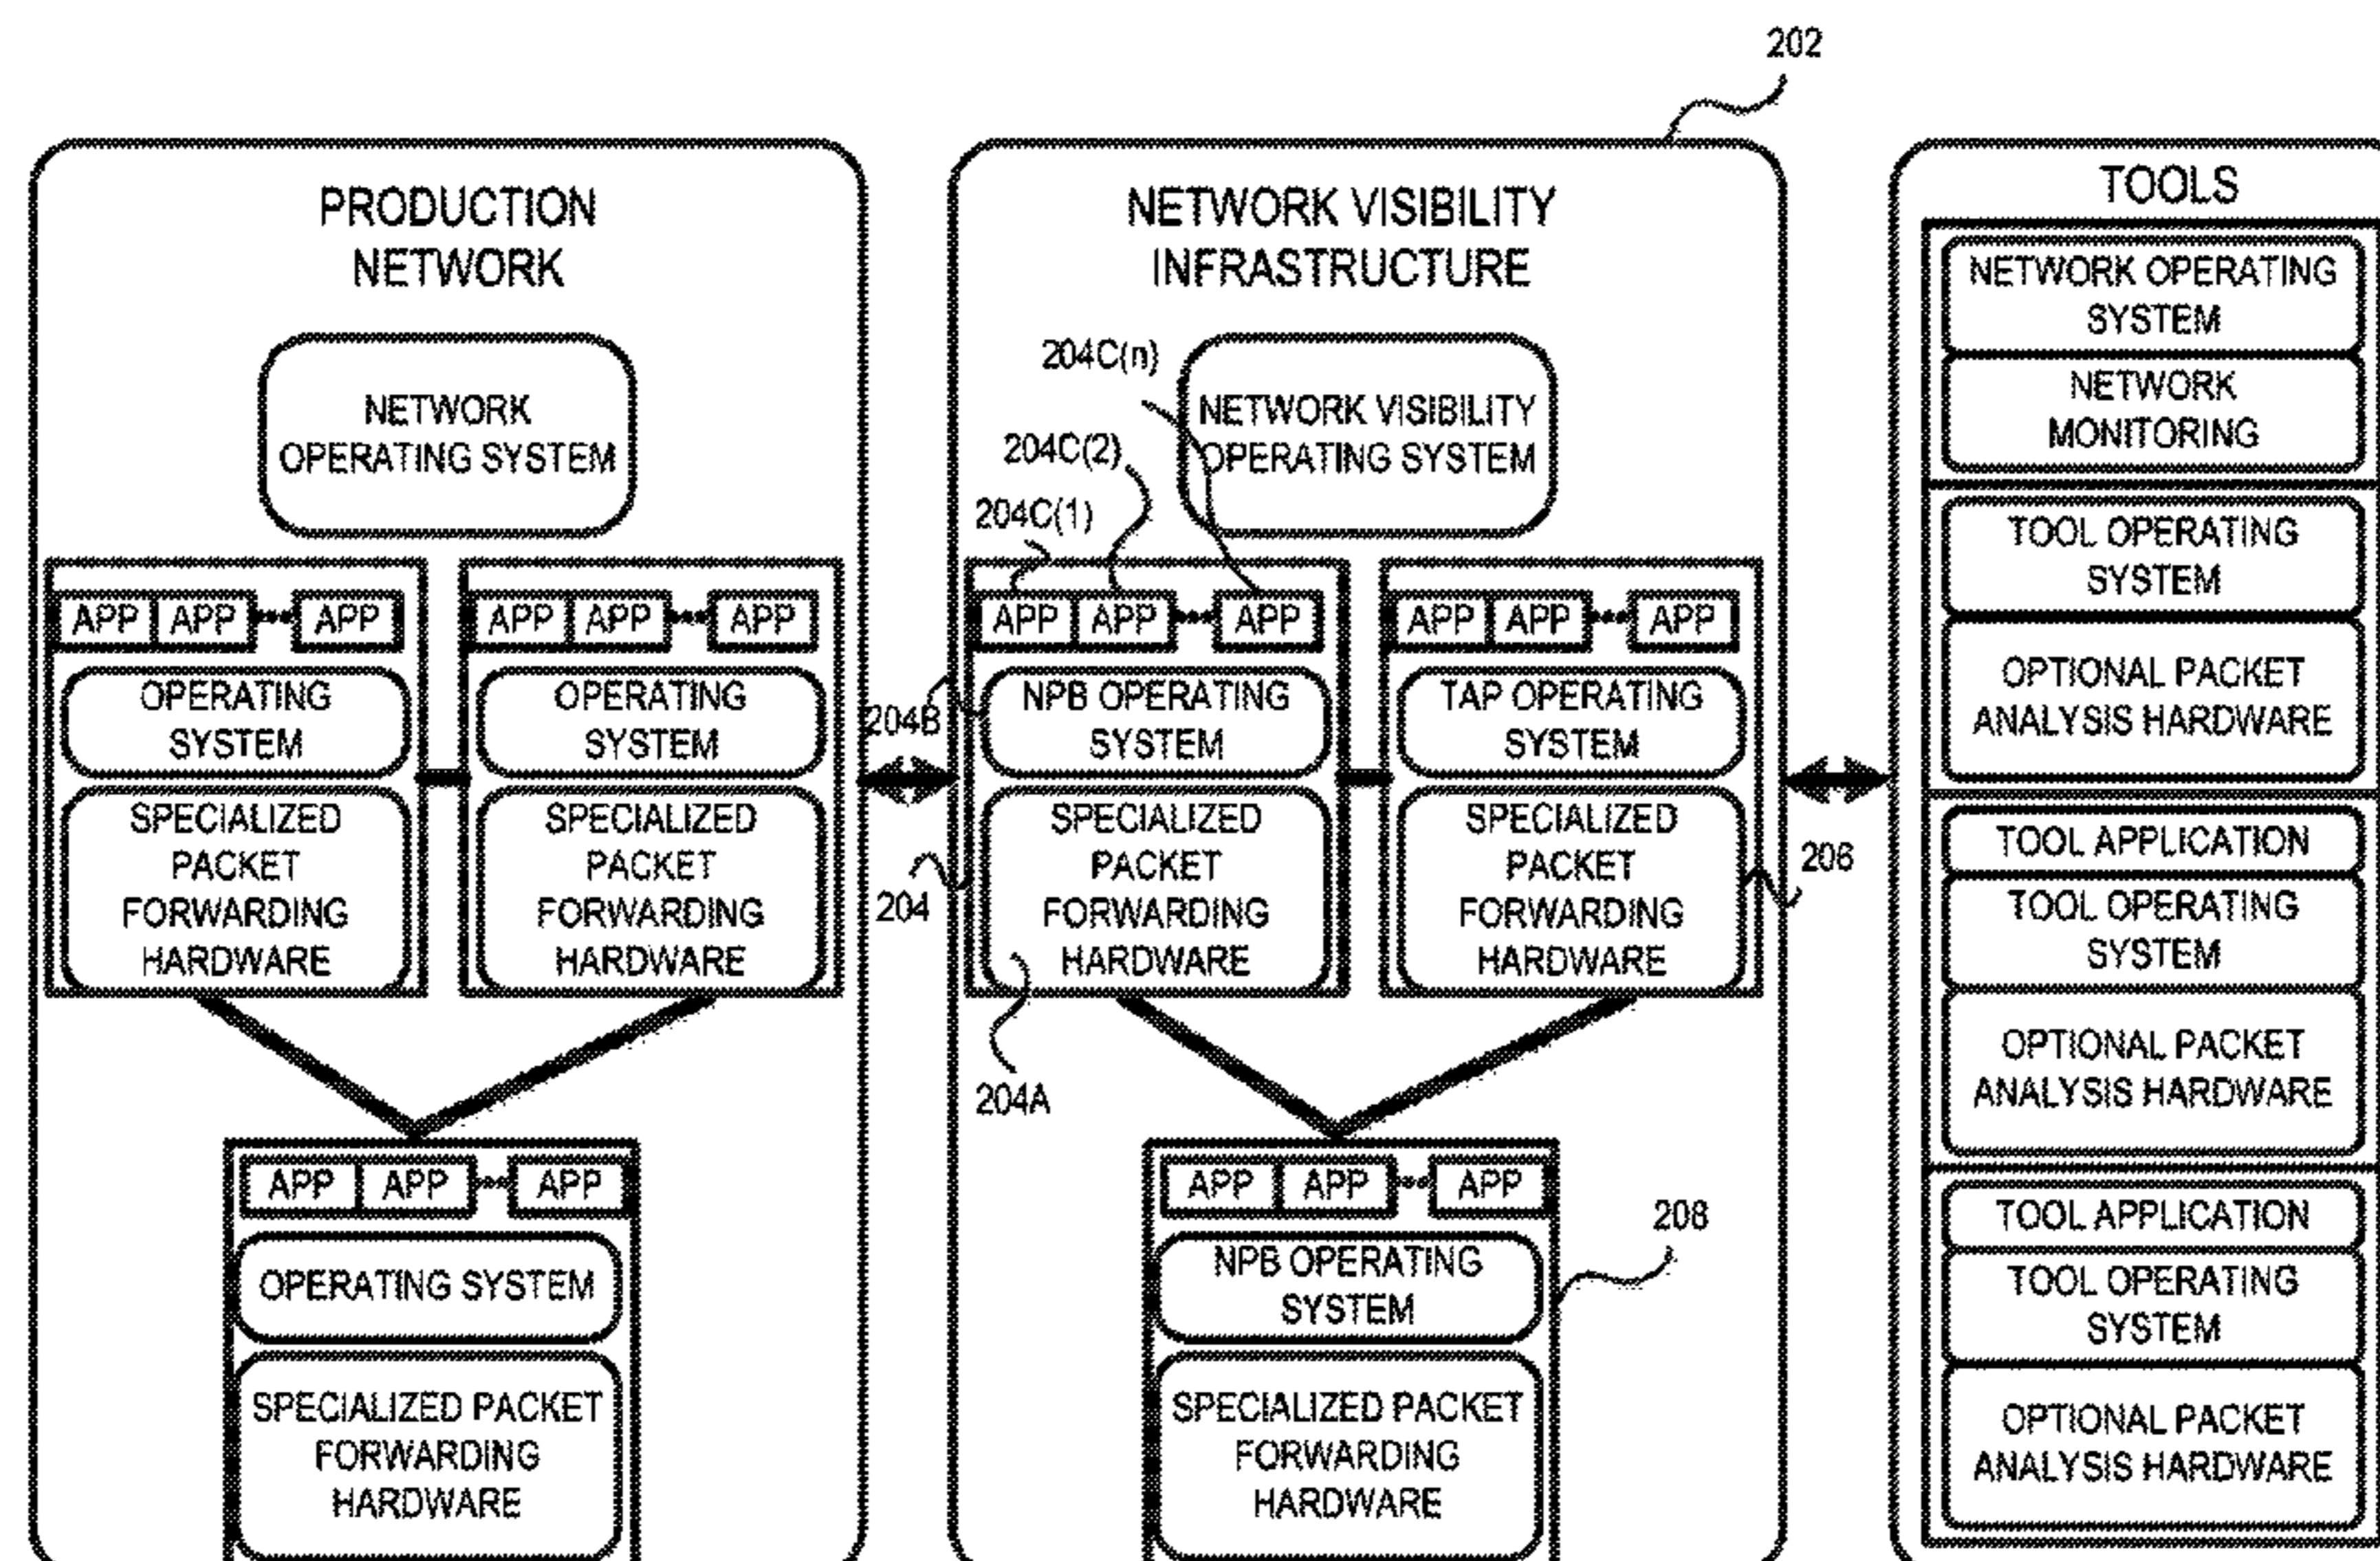 202
PRODUCTION
NETWORK
NETWORK
OPERATING SYSTEM
APP APP APP
OPERATING
SYSTEM
SPECIALIZED
PACKET
FORWARDING
HARDWARE
APP APP APP
OPERATING
SYSTEM
SPECIALIZED
PACKET
FORWARDING
HARDWARE
APP APP APP
OPERATING SYSTEM
SPECIALIZED PACKET
FORWARDING
HARDWARE
NETWORK VISIBILITY
INFRASTRUCTURE
204C(n)
NETWORK VISIBILITY
OPERATING SYSTEM
204C(2)
204C(1)
APP APP APP
204B
NPB OPERATING
SYSTEM
204
SPECIALIZED
PACKET
FORWARDING
HARDWARE
204A
APP APP APP
TAP OPERATING
SYSTEM
SPECIALIZED
PACKET
FORWARDING
HARDWARE
206
APP APP APP
208
NPB OPERATING
SYSTEM
SPECIALIZED PACKET
FORWARDING
HARDWARE
TOOLS
NETWORK OPERATING
SYSTEM
NETWORK
MONITORING
TOOL OPERATING
SYSTEM
OPTIONAL PACKET
ANALYSIS HARDWARE
TOOL APPLICATION
TOOL OPERATING
SYSTEM
OPTIONAL PACKET
ANALYSIS HARDWARE
TOOL APPLICATION
TOOL OPERATING
SYSTEM
OPTIONAL PACKET
ANALYSIS HARDWARE